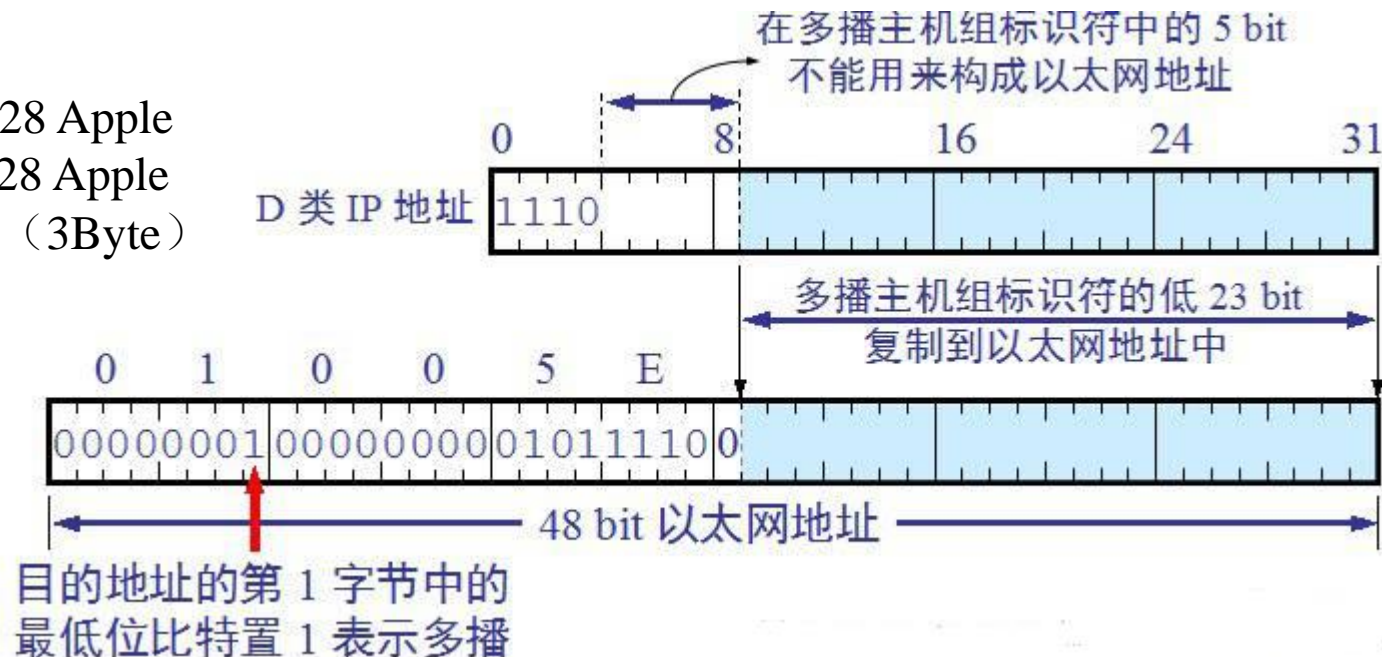 在多播主机组标识符中的 5 bit
不能用来构成以太网地址
28 Apple
28 Apple
（3Byte）
0 8 16 24 31
D 类 IP 地址 1110
多播主机组标识符的低 23 bit
复制到以太网地址中
0 1 0 0 5 E
0000000100000000010111100
48 bit 以太网地址
目的地址的第 1 字节中的
最低位比特置 1 表示多播